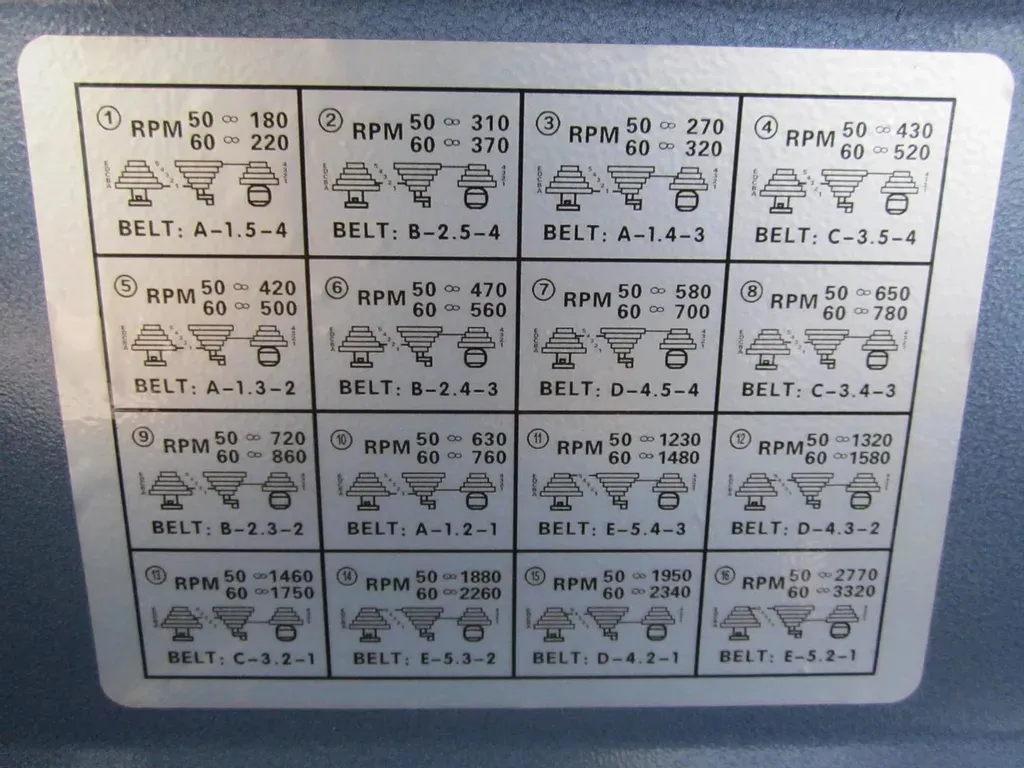 ① RPM 50 ∞ 180
60 ∞ 220
BELT: A-1.5-4
② RPM 50 ∞ 310
60 ∞ 370
BELT: B-2.5-4
③ RPM 50 ∞ 270
60 ∞ 320
BELT: A-1.4-3
④ RPM 50 ∞ 430
60 ∞ 520
BELT: C-3.5-4
⑤ RPM 50 ∞ 420
60 ∞ 500
BELT: A-1.3-2
⑥ RPM 50 ∞ 470
60 ∞ 560
BELT: B-2.4-3
⑦ RPM 50 ∞ 580
60 ∞ 700
BELT: D-4.5-4
⑧ RPM 50 ∞ 650
60 ∞ 780
BELT: C-3.4-3
⑨ RPM 50 ∞ 720
60 ∞ 860
BELT: B-2.3-2
⑩ RPM 50 ∞ 630
60 ∞ 760
BELT: A-1.2-1
⑪ RPM 50 ∞ 1230
60 ∞ 1480
BELT: E-5.4-3
⑫ RPM 50 ∞ 1320
60 ∞ 1580
BELT: D-4.3-2
⑬ RPM 50 ∞ 1460
60 ∞ 1750
BELT: C-3.2-1
⑭ RPM 50 ∞ 1880
60 ∞ 2260
BELT: E-5.3-2
⑮ RPM 50 ∞ 1950
60 ∞ 2340
BELT: D-4.2-1
⑯ RPM 50 ∞ 2770
60 ∞ 3320
BELT: E-5.2-1